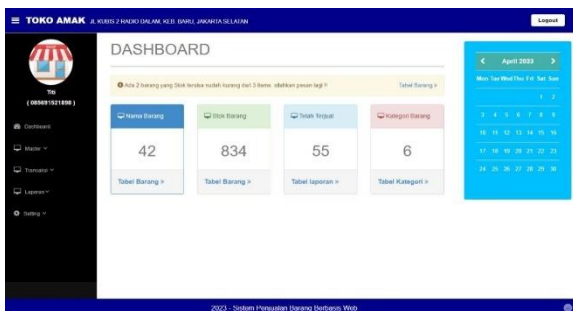 TOKO AMAK JL KUBIS 2 RADIO DALAM, KEB. BARU, JAKARTA SELATAN
Logout
Titi
( 085691521898 )
Dashboard
Master
Transaksi
Laporan
Setting
DASHBOARD
Ada 2 barang yang Stok tersisa sudah kurang dari 3 items. silahkan pesan lagi !!
Tabel Barang »
Nama Barang
42
Tabel Barang »
Stok Barang
834
Tabel Barang »
Telah Terjual
55
Tabel laporan »
Kategori Barang
6
Tabel Kategori »
April 2023
Mon Tue Wed Thu Fri Sat Sun
1 2
3 4 5 6 7 8 9
10 11 12 13 14 15 16
17 18 19 20 21 22 23
24 25 26 27 28 29 30
2023 - Sistem Penjualan Barang Berbasis Web